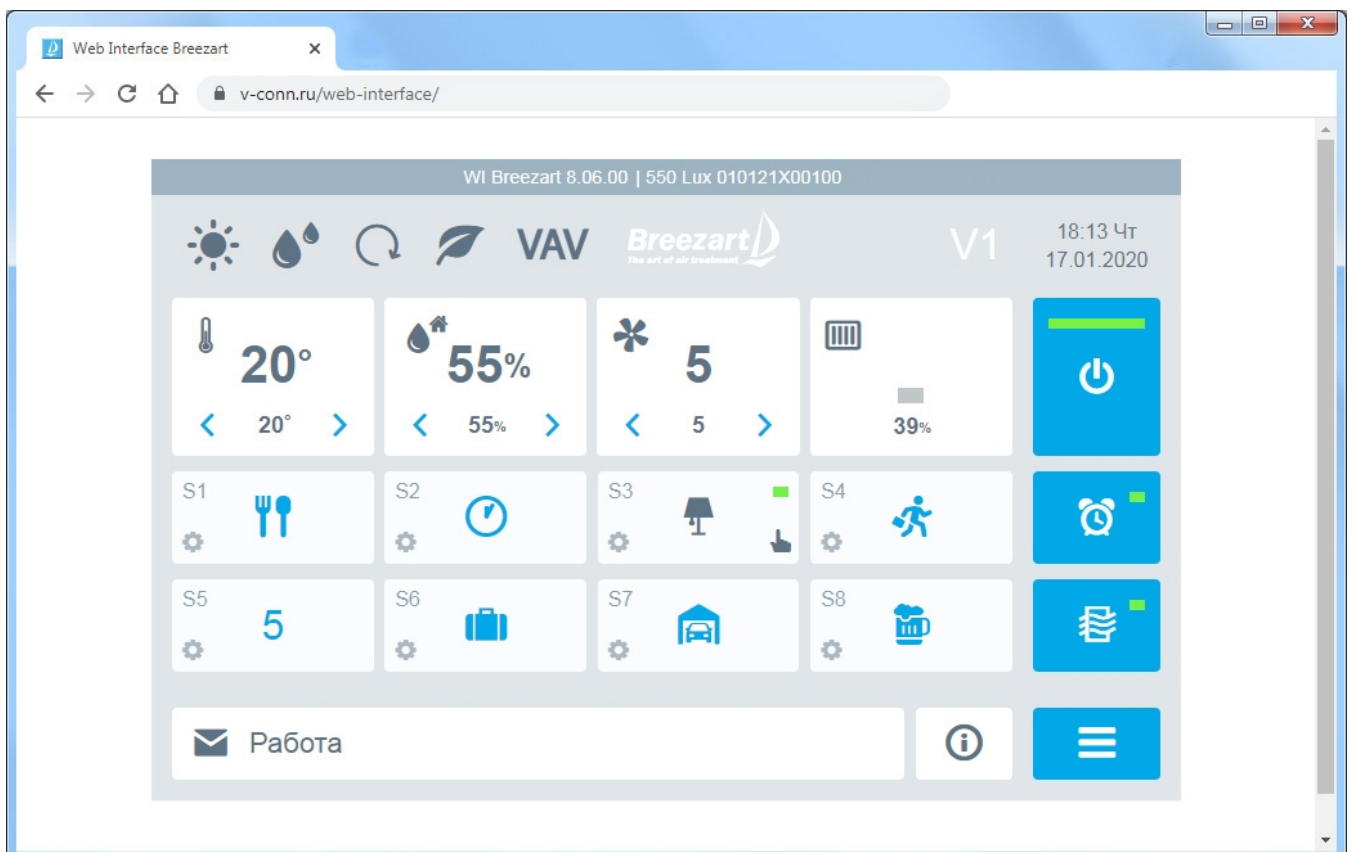 Web Interface Breezart
v-conn.ru/web-interface/
WI Breezart 8.06.00 | 550 Lux 010121X00100
VAV
Breezart
The art of air treatment
V1
18:13 Чт
17.01.2020
20°
55%
5
20°
55%
5
39%
S1
S2
S3
S4
S5
5
S6
S7
S8
Работа